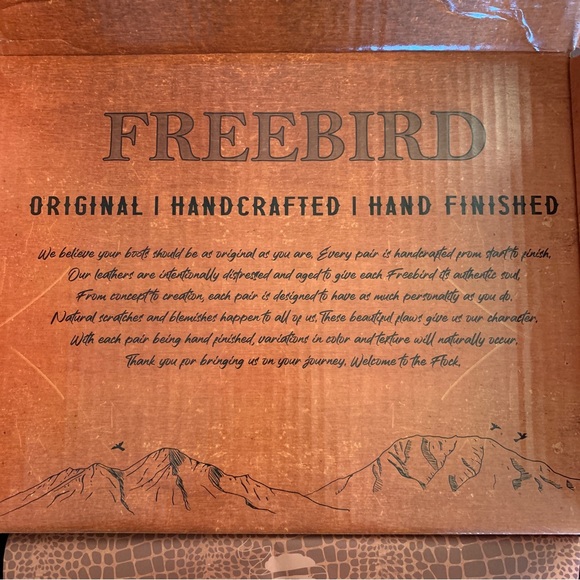 FREEBIRD
ORIGINAL | HANDCRAFTED | HAND FINISHED
We believe your boots should be as original as you are. Every pair is handcrafted from start to finish.
Our leathers are intentionally distressed and aged to give each Freebird its authentic soul.
From concept to creation, each pair is designed to have as much personality as you do.
Natural scratches and blemishes happen to all of us. These beautiful flaws give us our character.
With each pair being hand finished, variations in color and texture will naturally occur.
Thank you for bringing us on your journey. Welcome to the Flock.